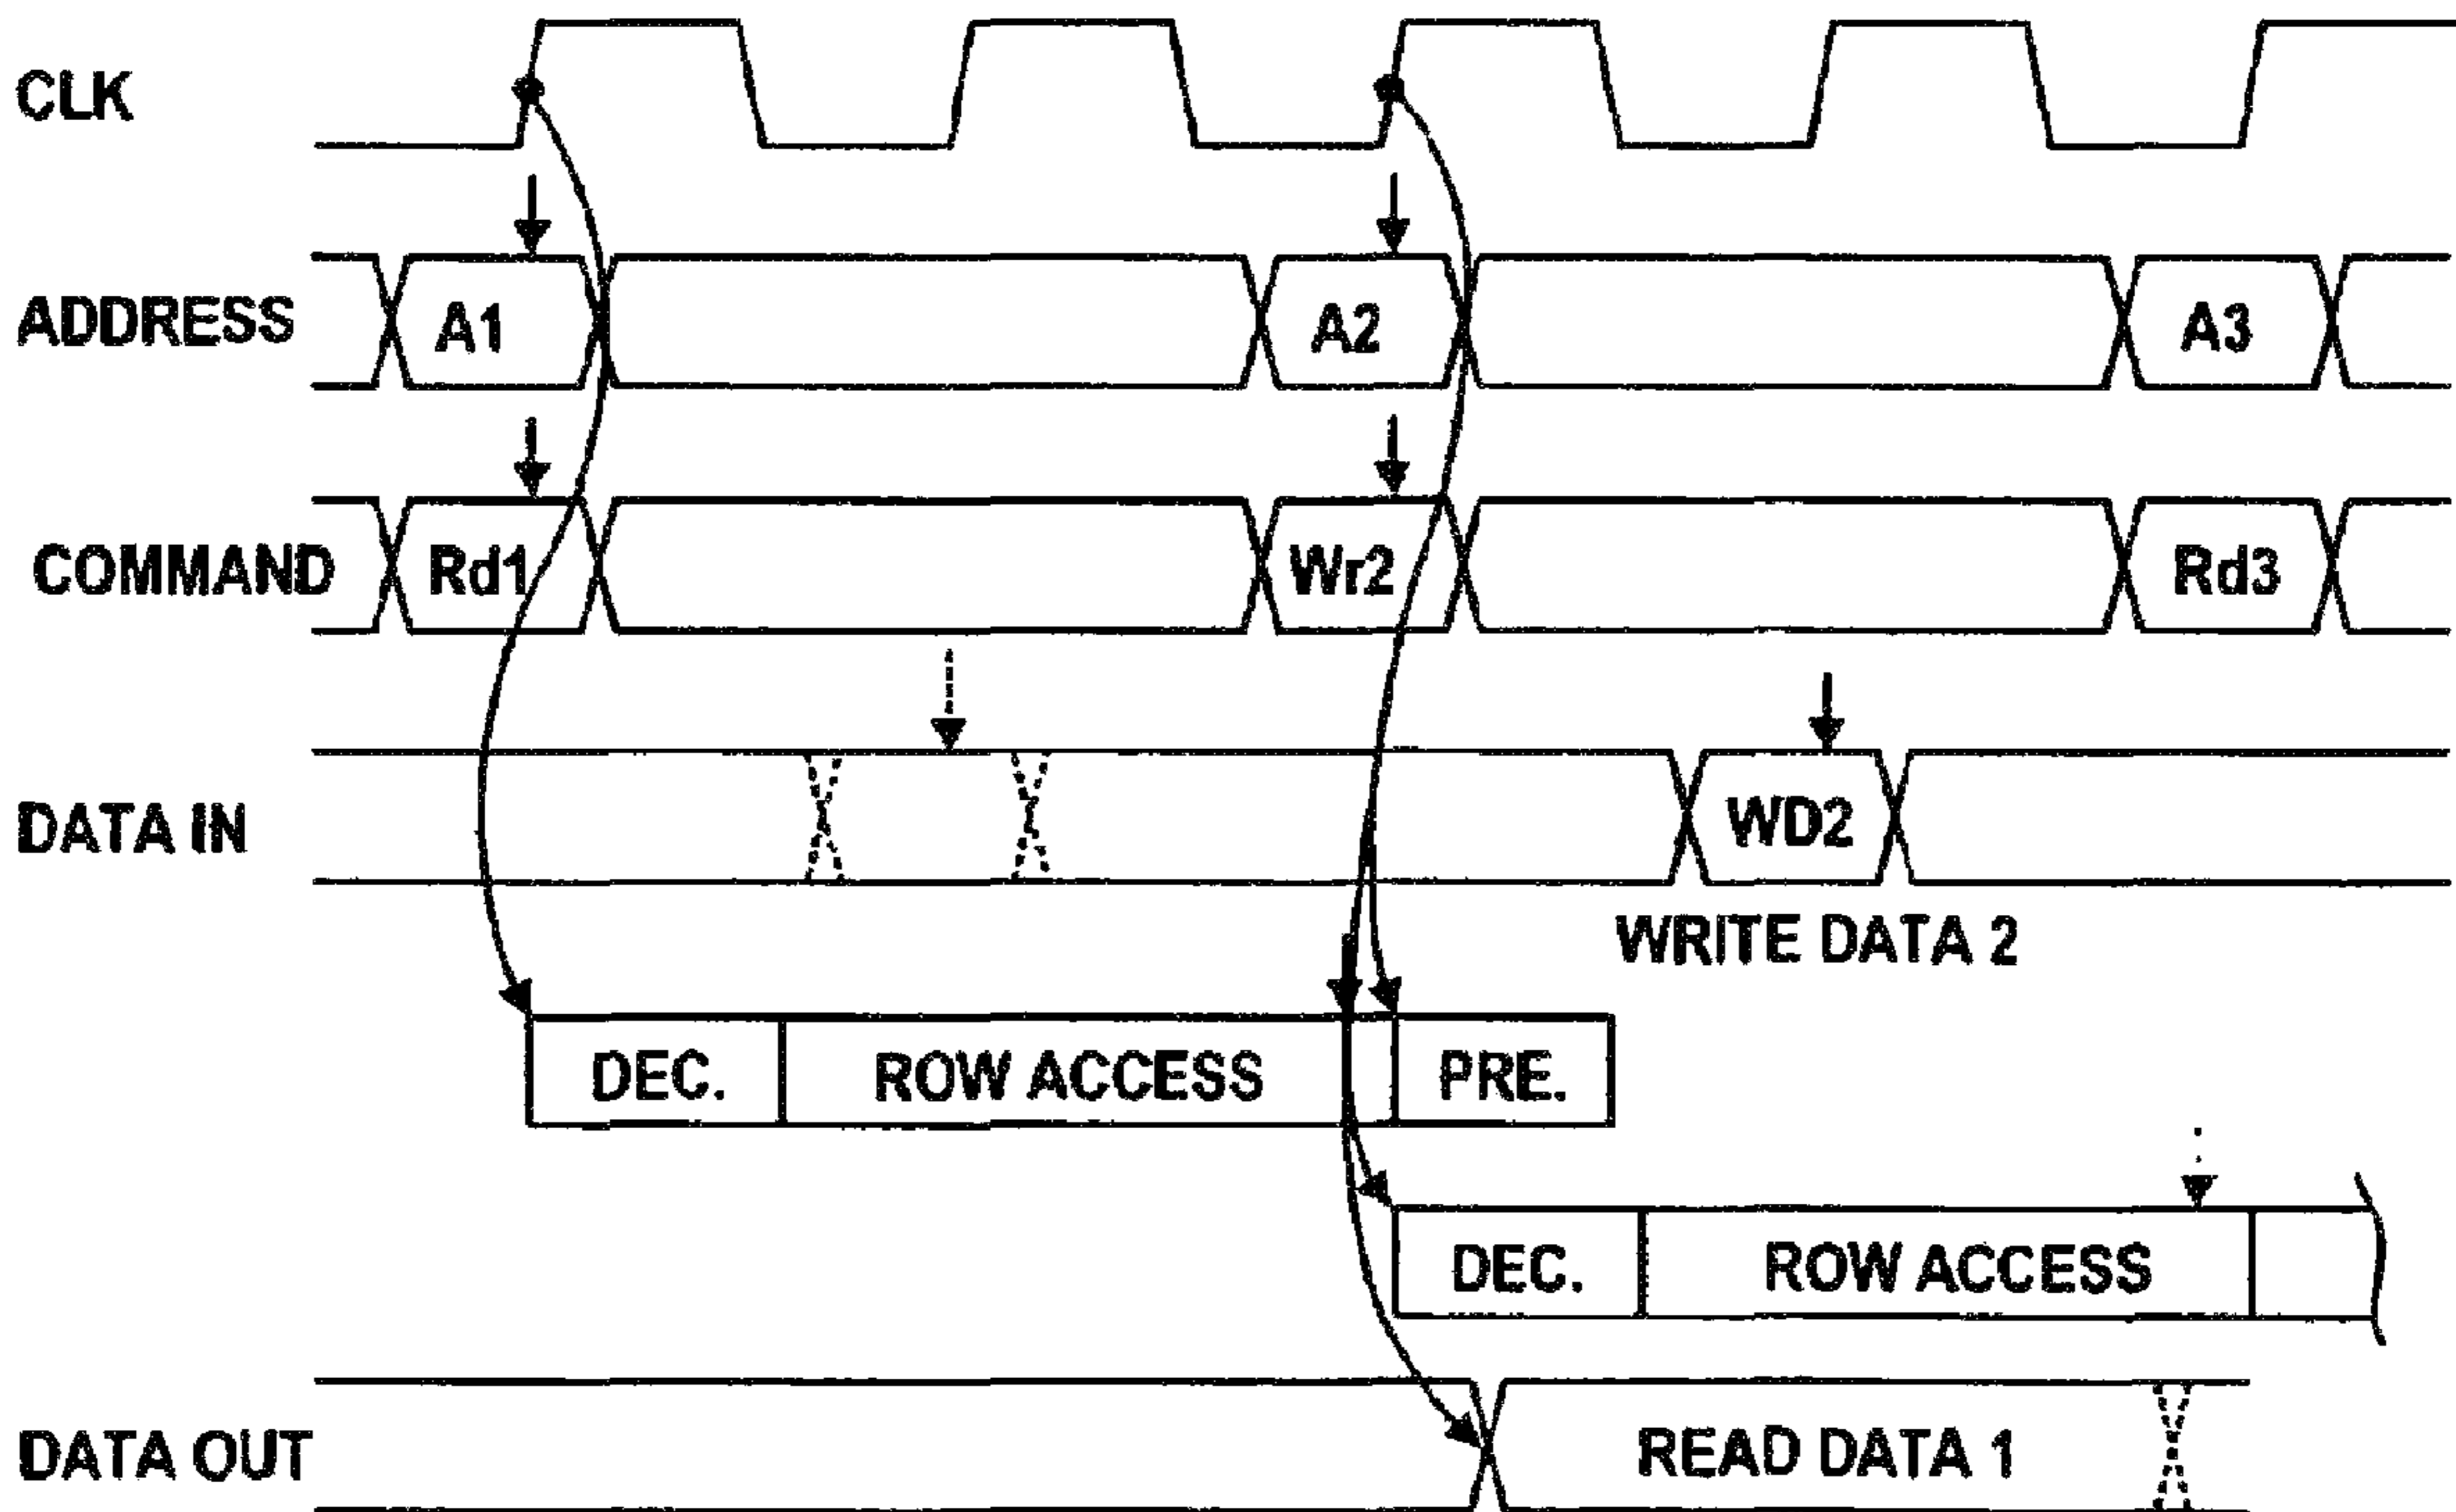 CLK
ADDRESS A1 A2 A3
COMMAND Rd1 Wr2 Rd3
DATA IN WD2
WRITE DATA 2
DEC. ROW ACCESS PRE.
DEC. ROW ACCESS
DATA OUT READ DATA 1